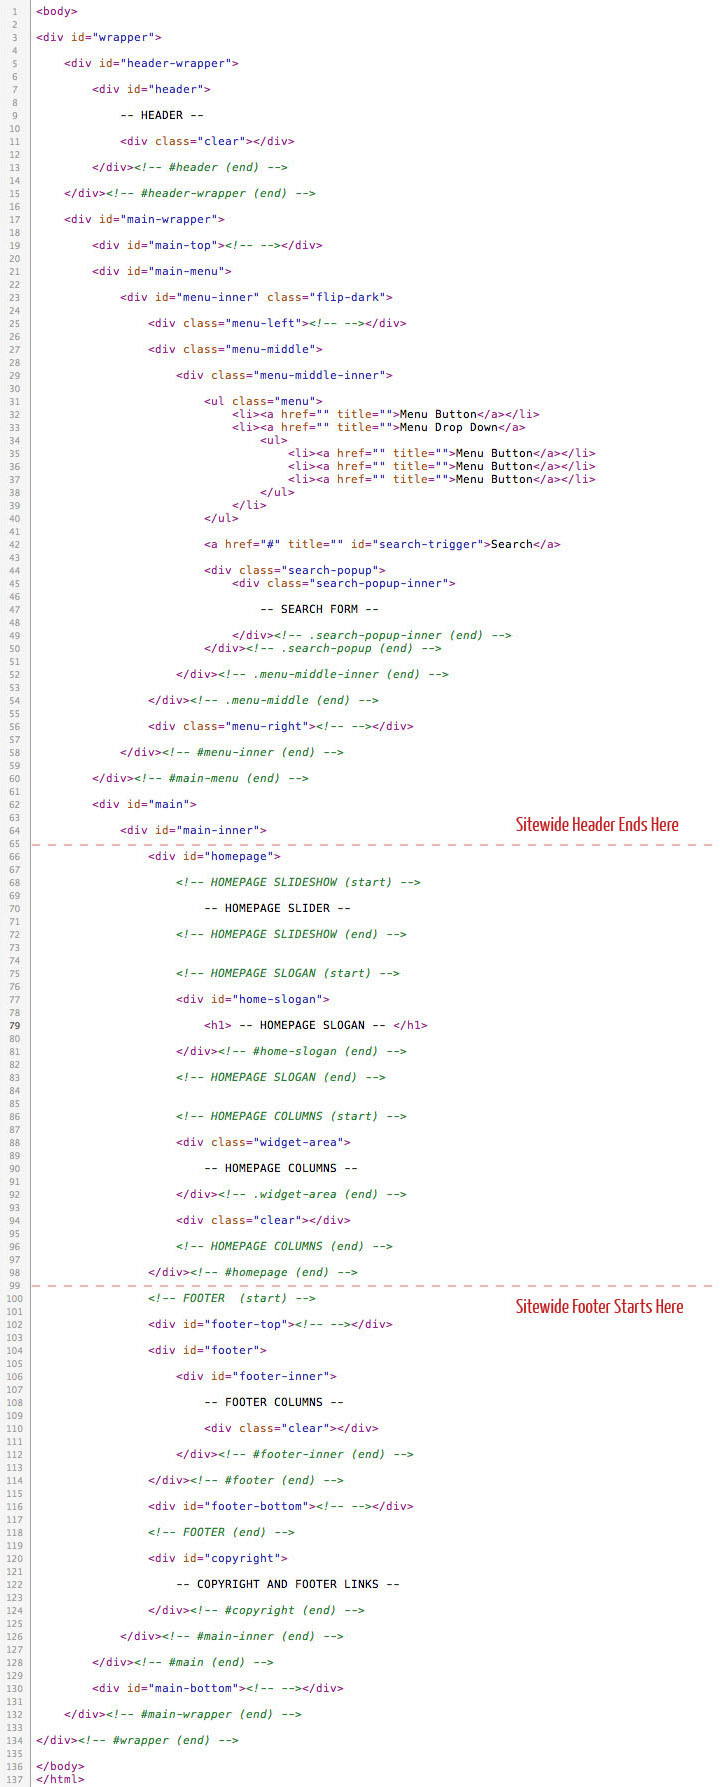 1 <body>
2
3 <div id="wrapper">
4
5 <div id="header-wrapper">
6
7 <div id="header">
8
9 -- HEADER --
10
11 <div class="clear"></div>
12
13 </div><!-- #header (end) -->
14
15 </div><!-- #header-wrapper (end) -->
16
17 <div id="main-wrapper">
18
19 <div id="main-top"><!-- --></div>
20
21 <div id="main-menu">
22
23 <div id="menu-inner" class="flip-dark">
24
25 <div class="menu-left"><!-- --></div>
26
27 <div class="menu-middle">
28
29 <div class="menu-middle-inner">
30
31 <ul class="menu">
32 <li><a href="" title="">Menu Button</a></li>
33 <li><a href="" title="">Menu Drop Down</a>
34 <ul>
35 <li><a href="" title="">Menu Button</a></li>
36 <li><a href="" title="">Menu Button</a></li>
37 <li><a href="" title="">Menu Button</a></li>
38 </ul>
39 </li>
40 </ul>
41
42 <a href="#" title="" id="search-trigger">Search</a>
43
44 <div class="search-popup">
45 <div class="search-popup-inner">
46
47 -- SEARCH FORM --
48
49 </div><!-- .search-popup-inner (end) -->
50 </div><!-- .search-popup (end) -->
51
52 </div><!-- .menu-middle-inner (end) -->
53
54 </div><!-- .menu-middle (end) -->
55
56 <div class="menu-right"><!-- --></div>
57
58 </div><!-- #menu-inner (end) -->
59
60 </div><!-- #main-menu (end) -->
61
62 <div id="main">
63
Sitewide Header Ends Here
64 <div id="main-inner">
65
66 <div id="homepage">
67
68 <!-- HOMEPAGE SLIDESHOW (start) -->
69
70 -- HOMEPAGE SLIDER --
71
72 <!-- HOMEPAGE SLIDESHOW (end) -->
73
74
75 <!-- HOMEPAGE SLOGAN (start) -->
76
77 <div id="home-slogan">
78
79 <h1> -- HOMEPAGE SLOGAN -- </h1>
80
81 </div><!-- #home-slogan (end) -->
82
83 <!-- HOMEPAGE SLOGAN (end) -->
84
85
86 <!-- HOMEPAGE COLUMNS (start) -->
87
88 <div class="widget-area">
89
90 -- HOMEPAGE COLUMNS --
91
92 </div><!-- .widget-area (end) -->
93
94 <div class="clear"></div>
95
96 <!-- HOMEPAGE COLUMNS (end) -->
97
98 </div><!-- #homepage (end) -->
99
100 <!-- FOOTER  (start) -->
Sitewide Footer Starts Here
101
102 <div id="footer-top"><!-- --></div>
103
104 <div id="footer">
105
106 <div id="footer-inner">
107
108 -- FOOTER COLUMNS --
109
110 <div class="clear"></div>
111
112 </div><!-- #footer-inner (end) -->
113
114 </div><!-- #footer (end) -->
115
116 <div id="footer-bottom"><!-- --></div>
117
118 <!-- FOOTER (end) -->
119
120 <div id="copyright">
121
122 -- COPYRIGHT AND FOOTER LINKS --
123
124 </div><!-- #copyright (end) -->
125
126 </div><!-- #main-inner (end) -->
127
128 </div><!-- #main (end) -->
129
130 <div id="main-bottom"><!-- --></div>
131
132 </div><!-- #main-wrapper (end) -->
133
134 </div><!-- #wrapper (end) -->
135
136 </body>
137 </html>